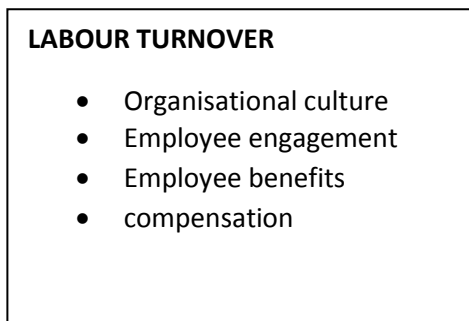 LABOUR TURNOVER
• Organisational culture
• Employee engagement
• Employee benefits
• compensation